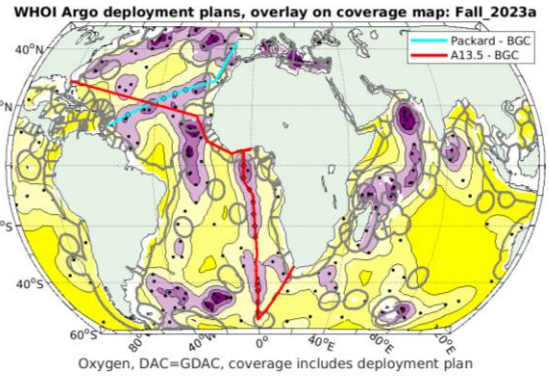 WHOI Argo deployment plans, overlay on coverage map: Fall_2023a
Packard - BGC
A13.5 - BGC
40°N
°N
°S
40°S
60°S
80°
40°
0°
40°E
80°E
20°E
Oxygen, DAC=GDAC, coverage includes deployment plan